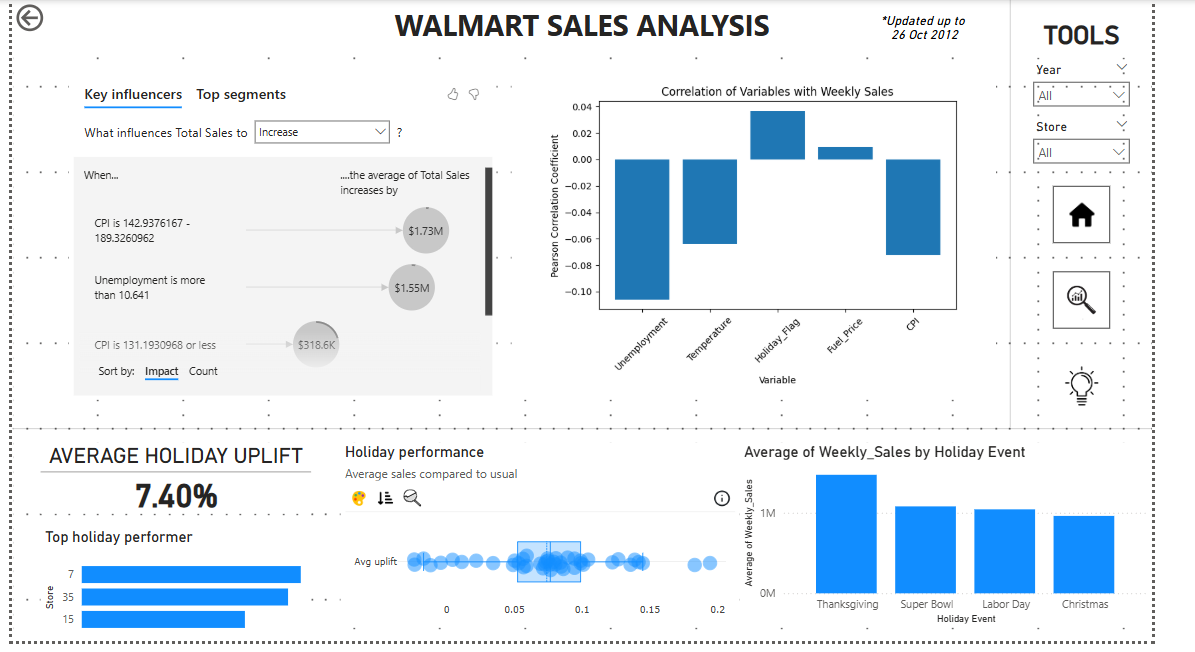 WALMART SALES ANALYSIS
*Updated up to
26 Oct 2012
TOOLS
Year
All
Store
All
Key influencers Top segments
What influences Total Sales to Increase ?
When...
....the average of Total Sales
increases by
CPI is 142.9376167 -
189.3260962
$1.73M
Unemployment is more
than 10.641
$1.55M
CPI is 131.1930968 or less
$318.6K
Sort by: Impact Count
Correlation of Variables with Weekly Sales
Pearson Correlation Coefficient
0.04
0.02
0.00
−0.02
−0.04
−0.06
−0.08
−0.10
Unemployment
Temperature
Holiday_Flag
Fuel_Price
CPI
Variable
AVERAGE HOLIDAY UPLIFT
7.40%
Top holiday performer
Store
7
35
15
Holiday performance
Average sales compared to usual
Avg uplift
0 0.05 0.1 0.15 0.2
Average of Weekly_Sales by Holiday Event
Average of Weekly_Sales
1M
0M
Thanksgiving Super Bowl Labor Day Christmas
Holiday Event